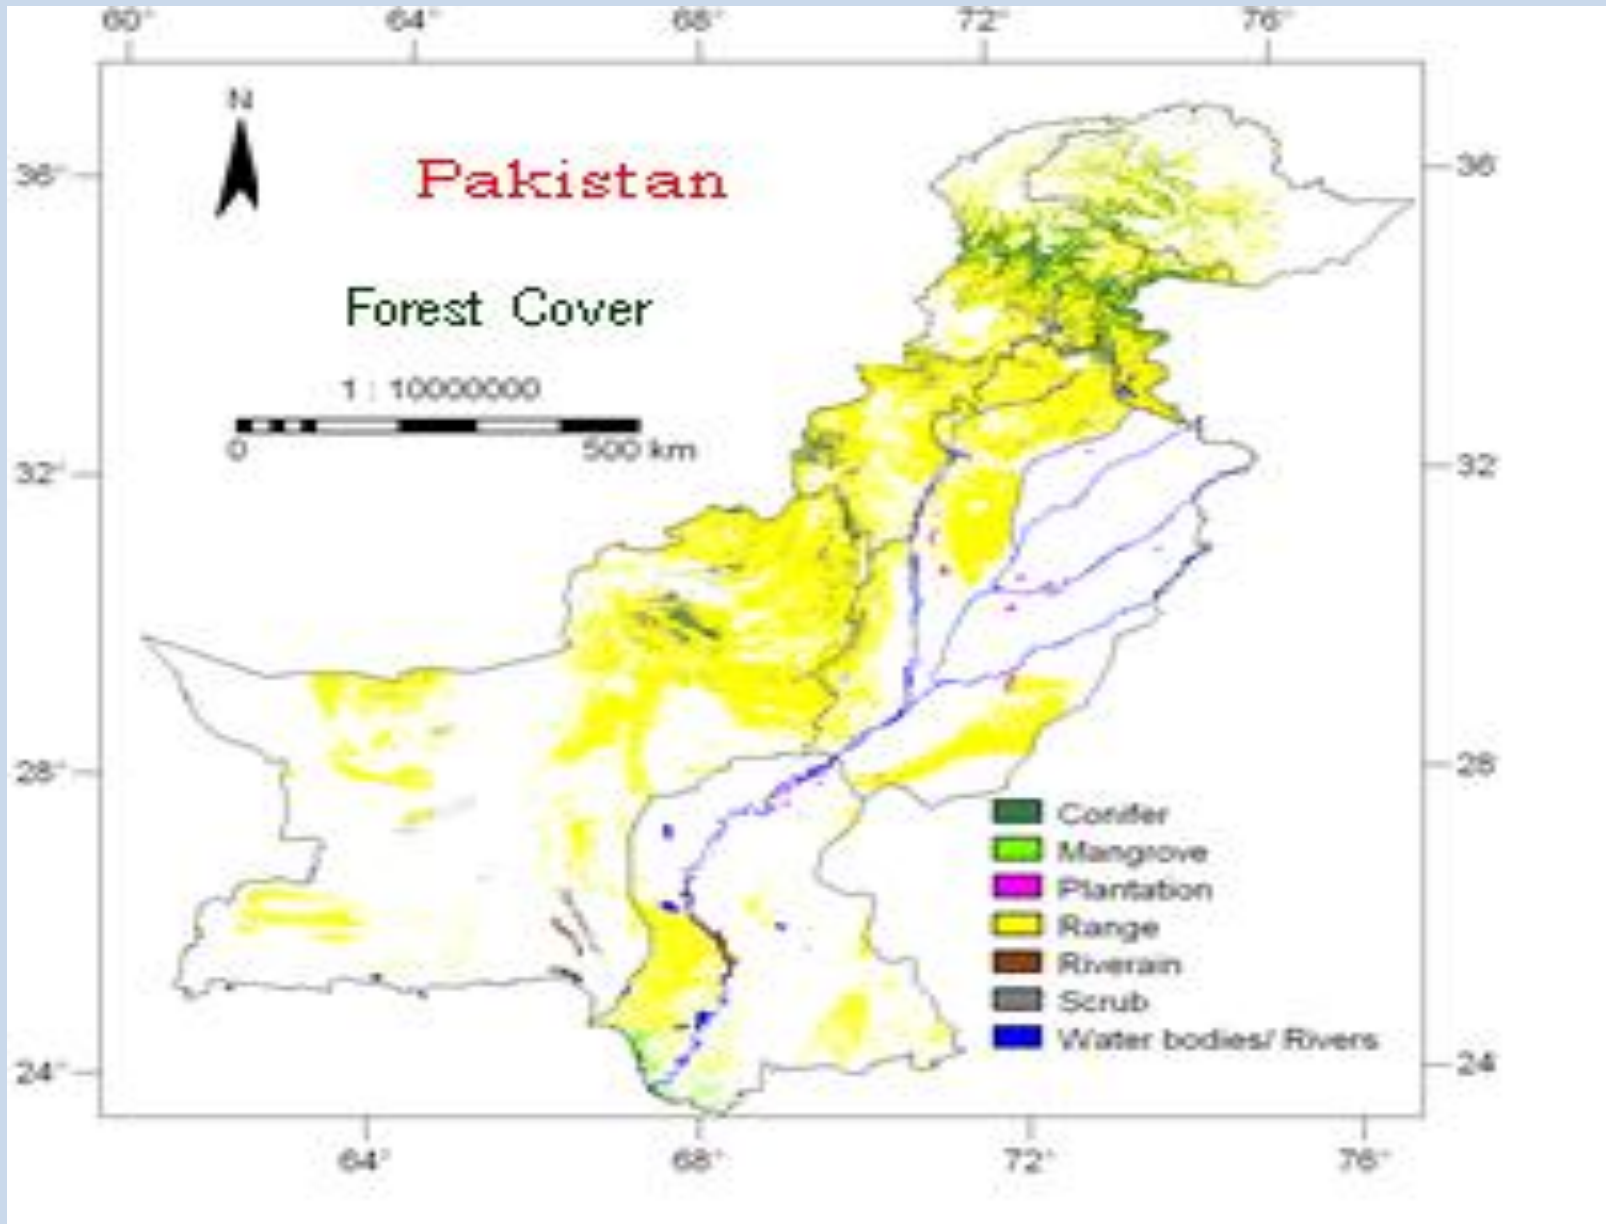 60° 64° 68° 72° 76°
N
36° 36°
Pakistan
Forest Cover
1 : 10000000
0 500 km
32° 32°
28° 28°
Conifer
Mangrove
Plantation
Range
Riverain
Scrub
Water bodies/ Rivers
24° 24°
64° 68° 72° 76°